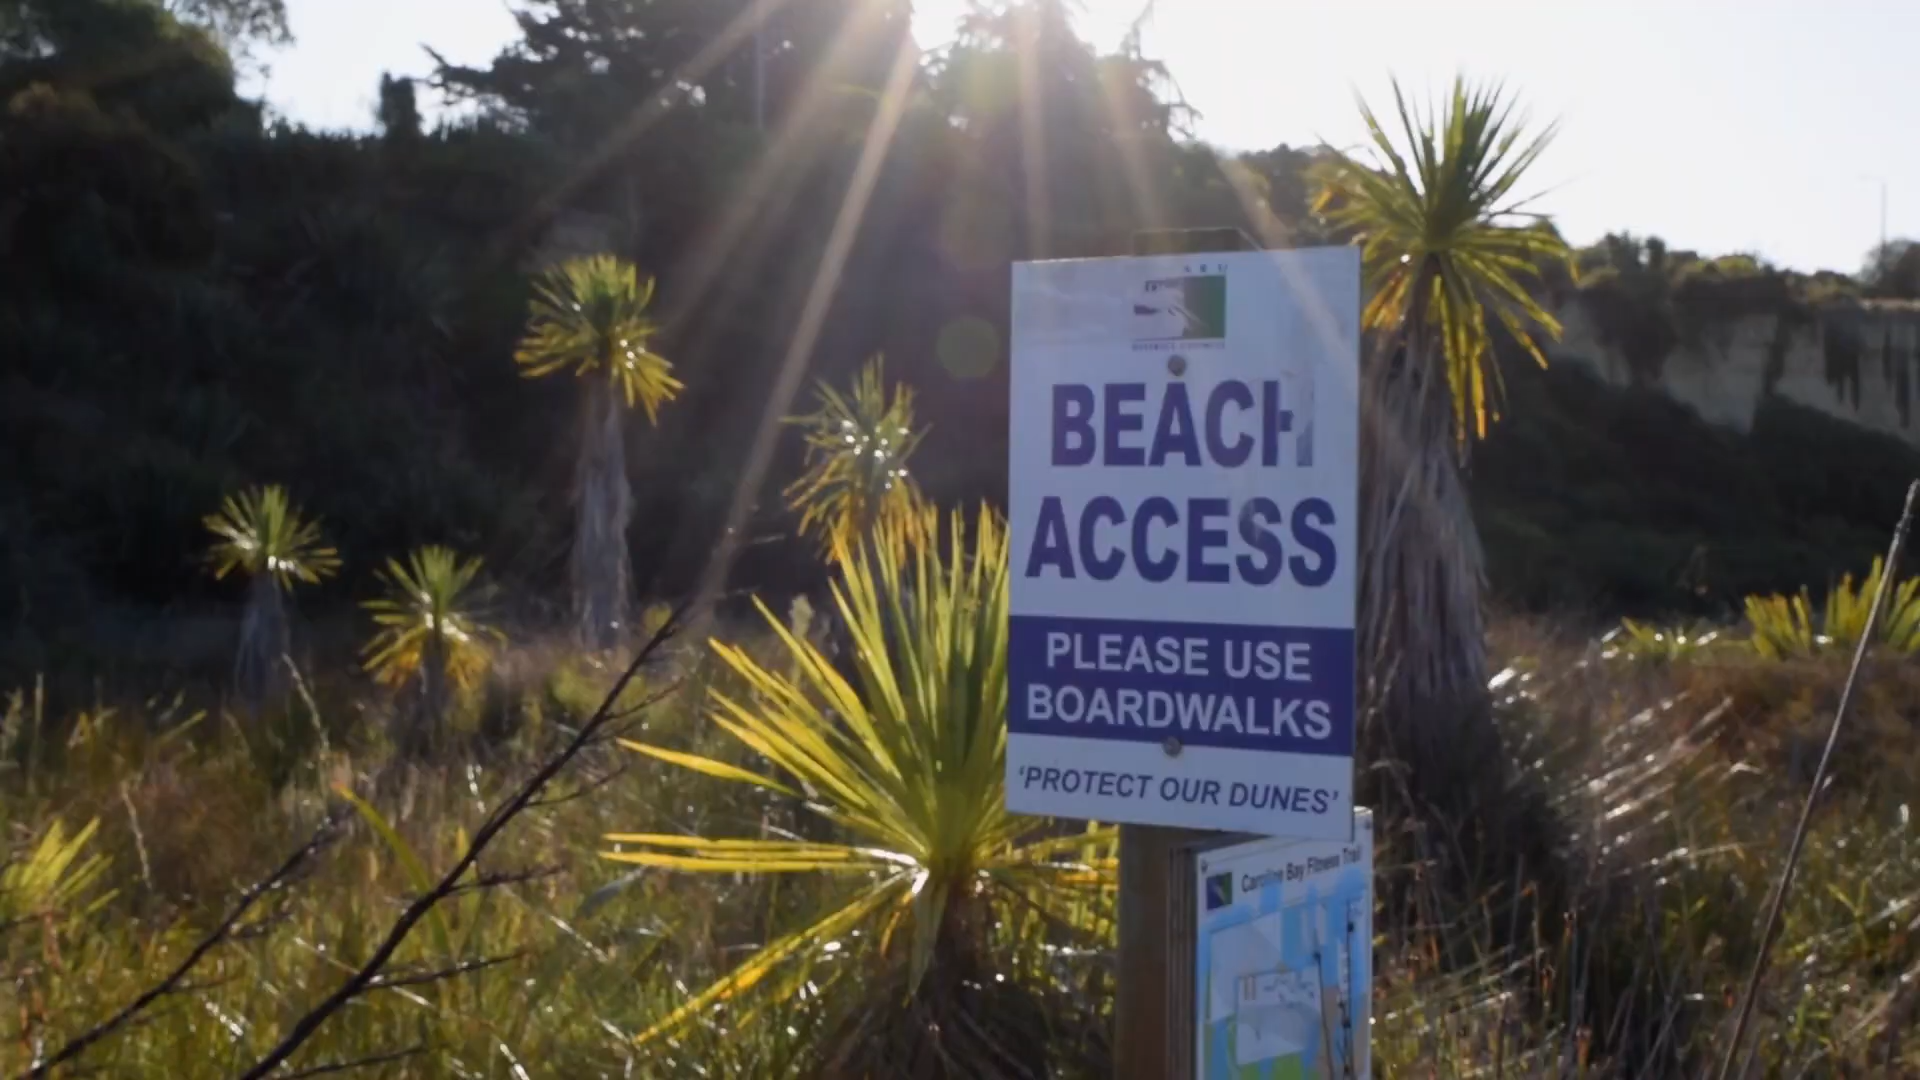 BEACH
ACCESS
PLEASE USE
BOARDWALKS
‘PROTECT OUR DUNES’
Caroline Bay Fitness Trail